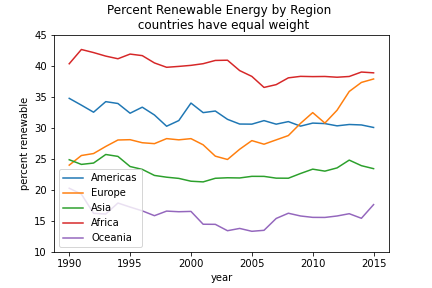 Percent Renewable Energy by Region
countries have equal weight
percent renewable
45
40
35
30
25
20
15
10
Americas
Europe
Asia
Africa
Oceania
1990
1995
2000
2005
2010
2015
year